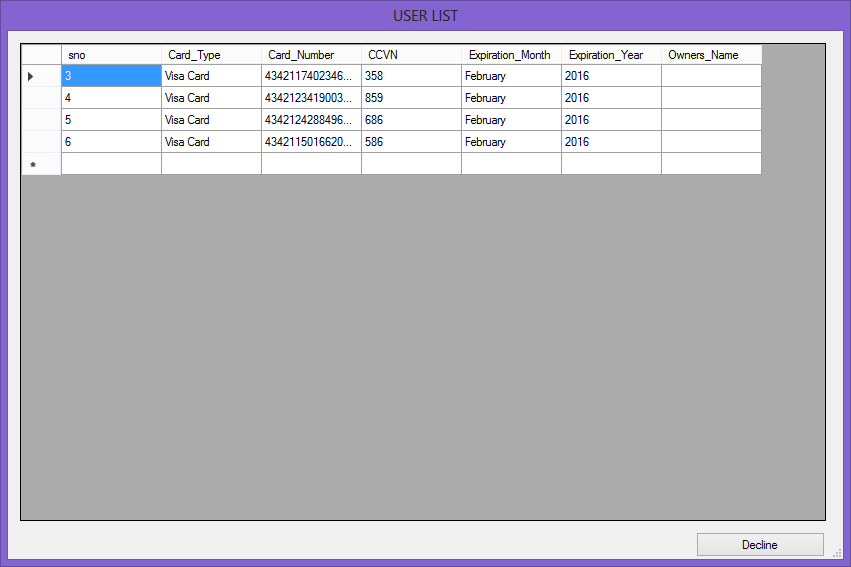 USER LIST
sno Card_Type Card_Number CCVN Expiration_Month Expiration_Year Owners_Name
3 Visa Card 4342117402346... 358 February 2016
4 Visa Card 4342123419003... 859 February 2016
5 Visa Card 4342124288496... 686 February 2016
6 Visa Card 4342115016620... 586 February 2016
Decline